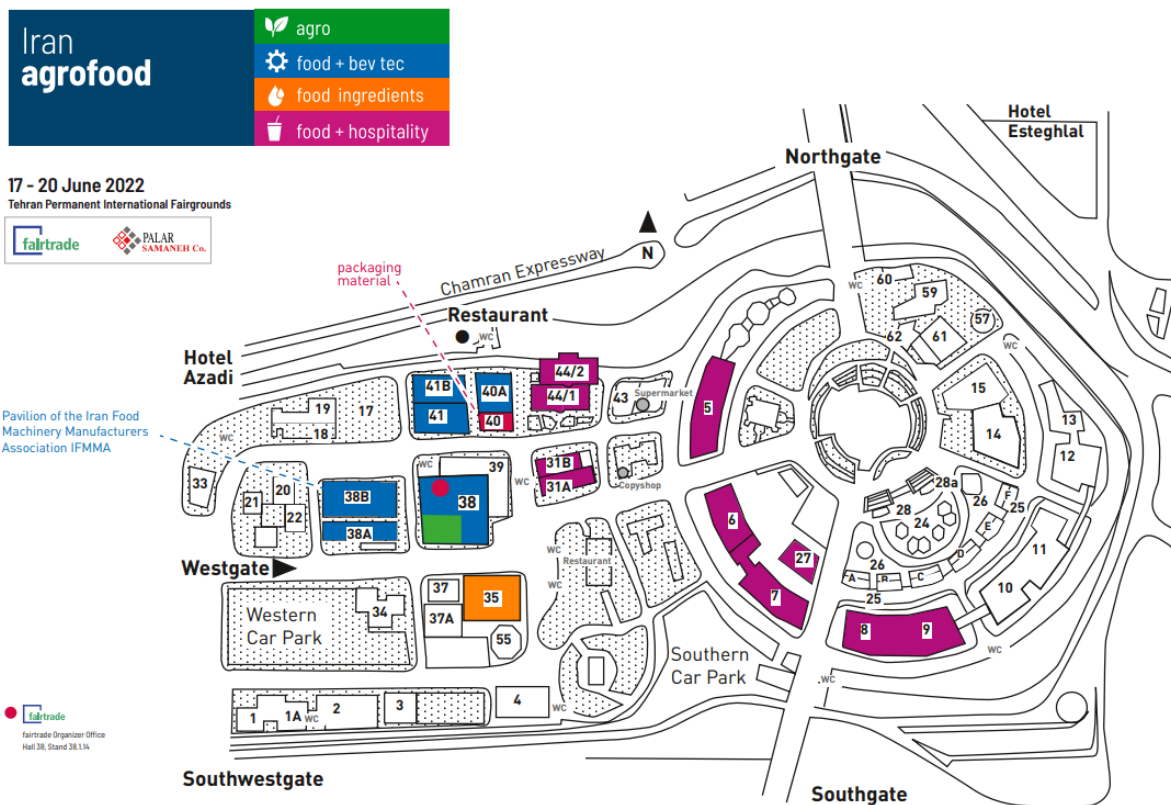 Iran
agrofood
agro
food + bev tec
food ingredients
food + hospitality
17 - 20 June 2022
Tehran Permanent International Fairgrounds
fairtrade
PALAR
SAMANEH Co.
Hotel
Esteghlal
Northgate
N
Chamran Expressway
packaging
material
Restaurant
WC
Hotel
Azadi
60
WC
59
57
62
61
WC
44/2
41B
40A
44/1
43
Supermarket
5
15
19
17
18
41
40
13
14
12
Pavilion of the Iran Food
Machinery Manufacturers
Association IFMMA
WC
33
WC
39
WC
31B
31A
Copyshop
20
21
22
38B
38A
38
28a
28
24
26
F
25
E
D
6
27
11
Westgate
WC
Restaurant
WC
26
A
B
C
25
10
7
8
9
WC
Western
Car Park
34
37
37A
35
55
Southern
Car Park
WC
1
1A
WC
2
3
4
WC
fairtrade
fairtrade Organizer Office
Hall 38, Stand 38.1.14
Southwestgate
Southgate